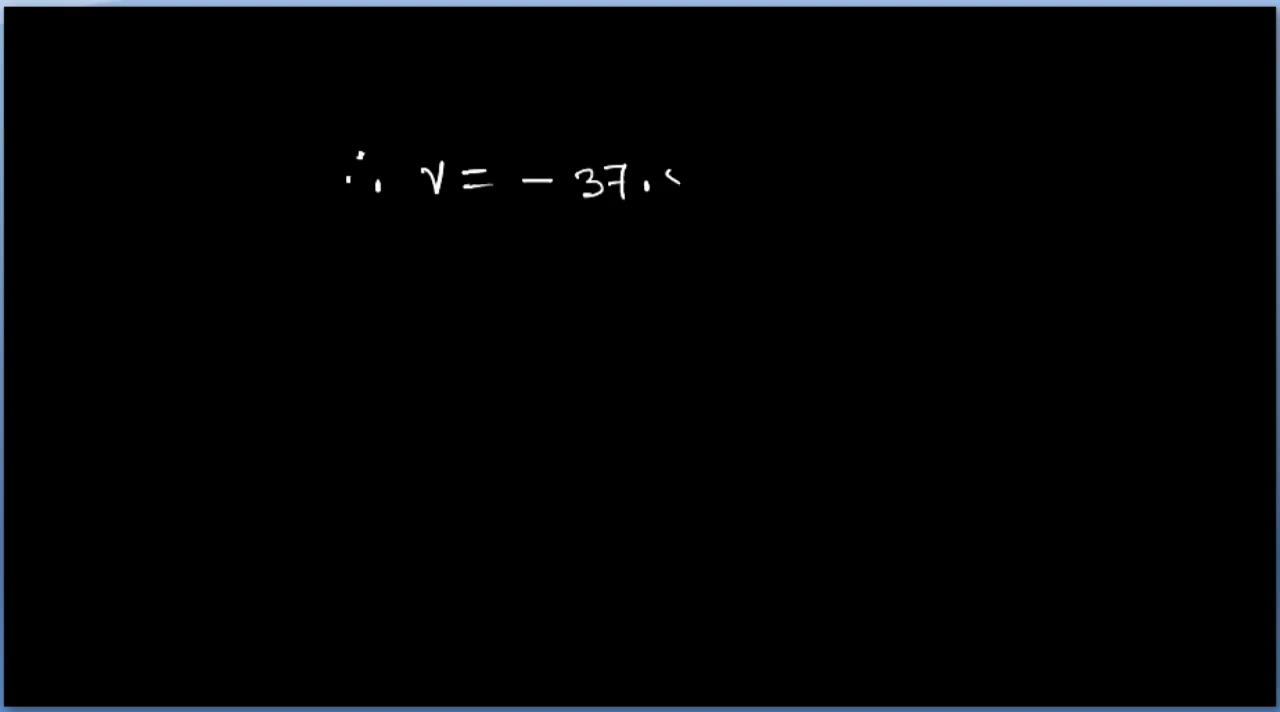 ∴ v = - 37.